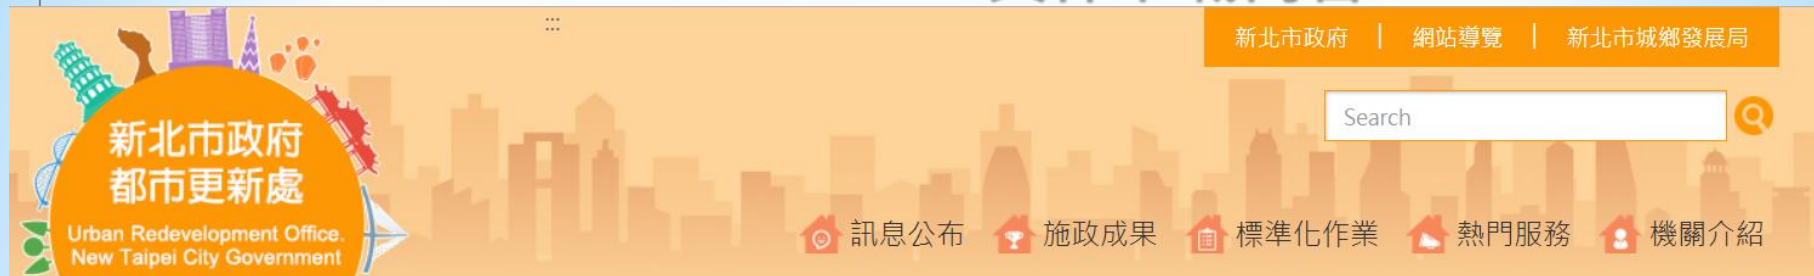 :::
新北市政府 | 網站導覽 | 新北市城鄉發展局
Search
新北市政府
都市更新處
Urban Redevelopment Office.
New Taipei City Government
訊息公布 施政成果 標準化作業 熱門服務 機關介紹